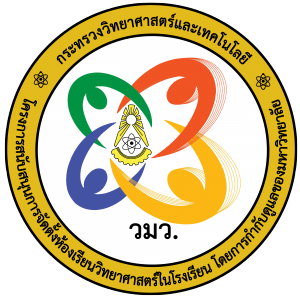 กระทรวงวิทยาศาสตร์และเทคโนโลยี
วมว.
โครงการสนับสนุนการจัดตั้งห้องเรียนวิทยาศาสตร์ในโรงเรียน โดยการกำกับดูแลของมหาวิทยาลัย